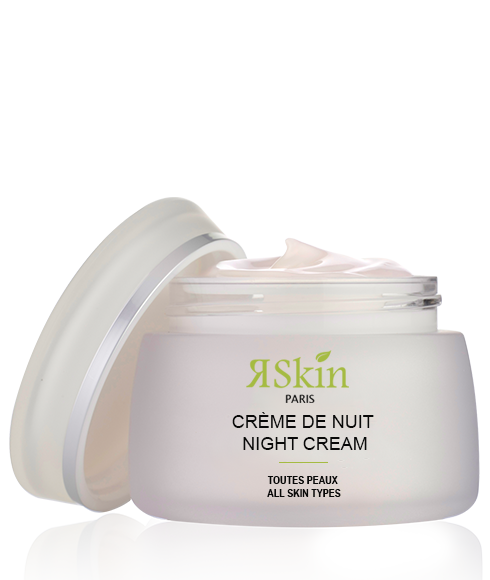 ЯSkin
PARIS
CRÈME DE NUIT
NIGHT CREAM
TOUTES PEAUX
ALL SKIN TYPES